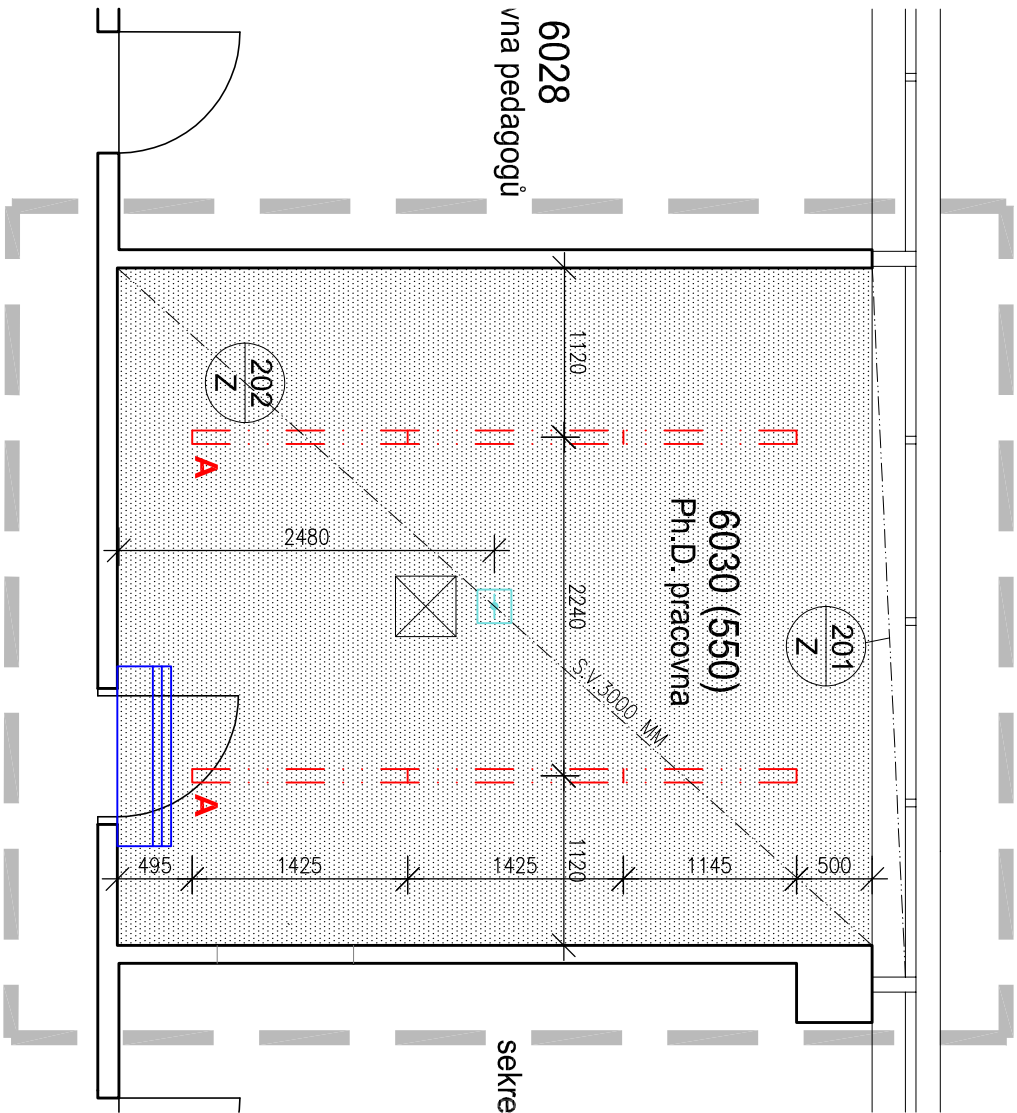 6028
vna pedagogů
6030 (550)
Ph.D. pracovna
201
Z
202
Z
1120
2240
1120
2480
S.V.3000 MM
A
A
495
1425
1425
1145
500
sekre